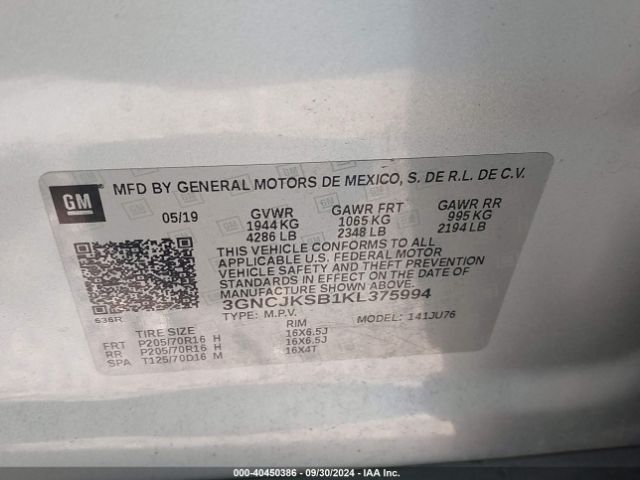 GM
MFD BY GENERAL MOTORS DE MEXICO, S. DE R.L. DE C.V.
05/19 GVWR GAWR FRT GAWR RR
1944 KG 1065 KG 995 KG
4286 LB 2348 LB 2194 LB
THIS VEHICLE CONFORMS TO ALL
APPLICABLE U.S. FEDERAL MOTOR
VEHICLE SAFETY AND THEFT PREVENTION
STANDARDS IN EFFECT ON THE DATE OF
MANUFACTURE SHOWN ABOVE.
3GNCJKSB1KL375994
636R TYPE: M.P.V. MODEL: 141JU76
TIRE SIZE RIM
FRT P205/70R16 H 16X6.5J
RR P205/70R16 H 16X6.5J
SPA T125/70D16 M 16X4T
000-40450386 - 09/30/2024 - IAA Inc.